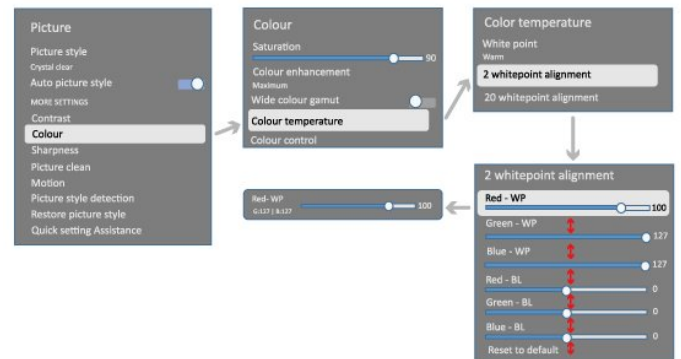 Picture
Picture style
Crystal clear
Auto picture style
MORE SETTINGS
Contrast
Colour
Sharpness
Picture clean
Motion
Picture style detection
Restore picture style
Quick setting Assistance
Colour
Saturation
90
Colour enhancement
Maximum
Wide colour gamut
Colour temperature
Colour control
Color temperature
White point
Warm
2 whitepoint alignment
20 whitepoint alignment
2 whitepoint alignment
Red - WP
100
Green - WP
127
Blue - WP
127
Red - BL
0
Green - BL
0
Blue - BL
0
Reset to default
Red- WP
G:127 | B:127
100